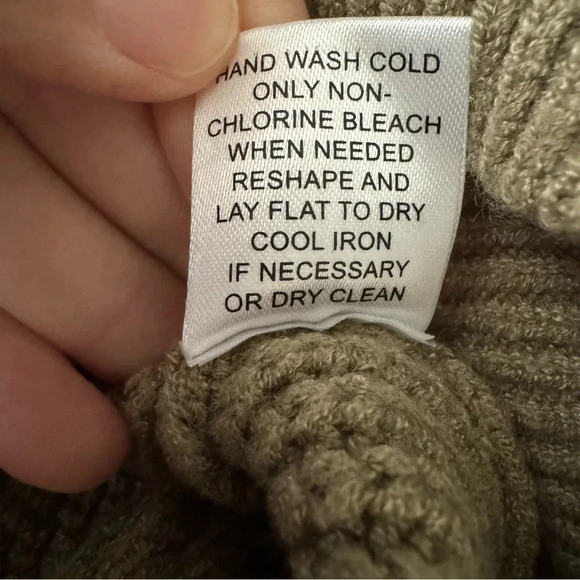 HAND WASH COLD
ONLY NON-
CHLORINE BLEACH
WHEN NEEDED
RESHAPE AND
LAY FLAT TO DRY
COOL IRON
IF NECESSARY
OR DRY CLEAN